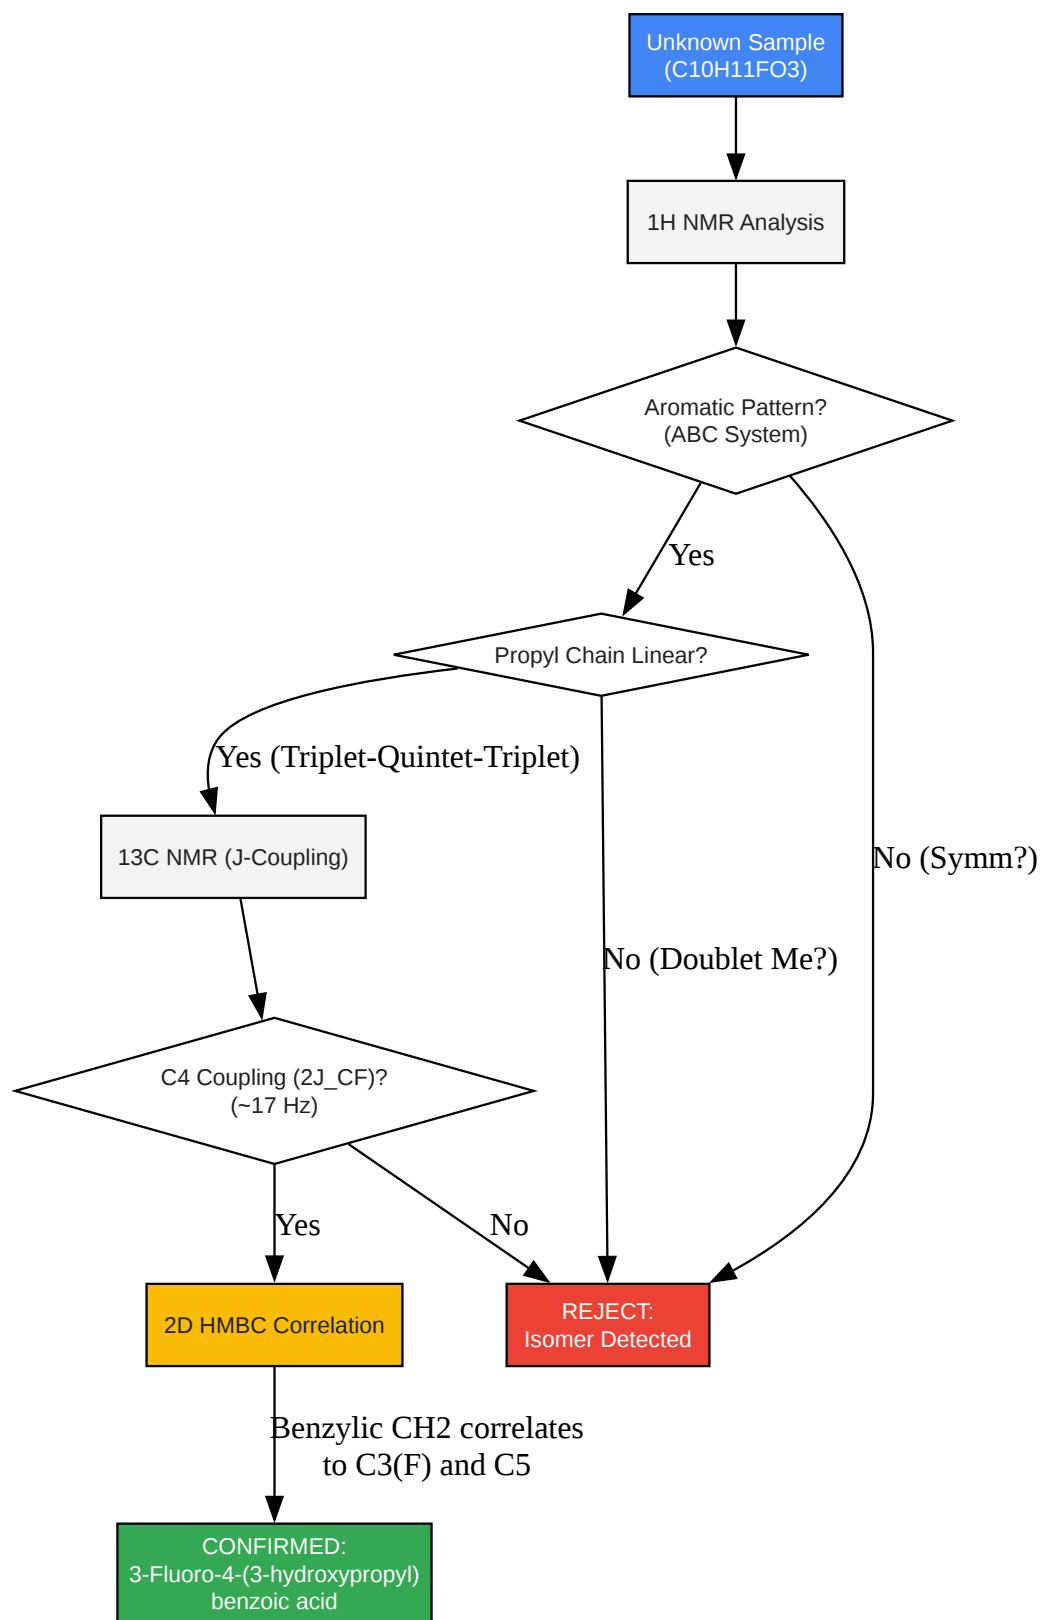 Unknown Sample
(C10H11FO3)
1H NMR Analysis
Aromatic Pattern?
(ABC System)
Yes
Propyl Chain Linear?
Yes (Triplet-Quintet-Triplet)
13C NMR (J-Coupling)
No (Symm?)
No (Doublet Me?)
C4 Coupling (2J_CF)?
(~17 Hz)
Yes
No
2D HMBC Correlation
REJECT:
Isomer Detected
Benzylic CH2 correlates
to C3(F) and C5
CONFIRMED:
3-Fluoro-4-(3-hydroxypropyl)
benzoic acid